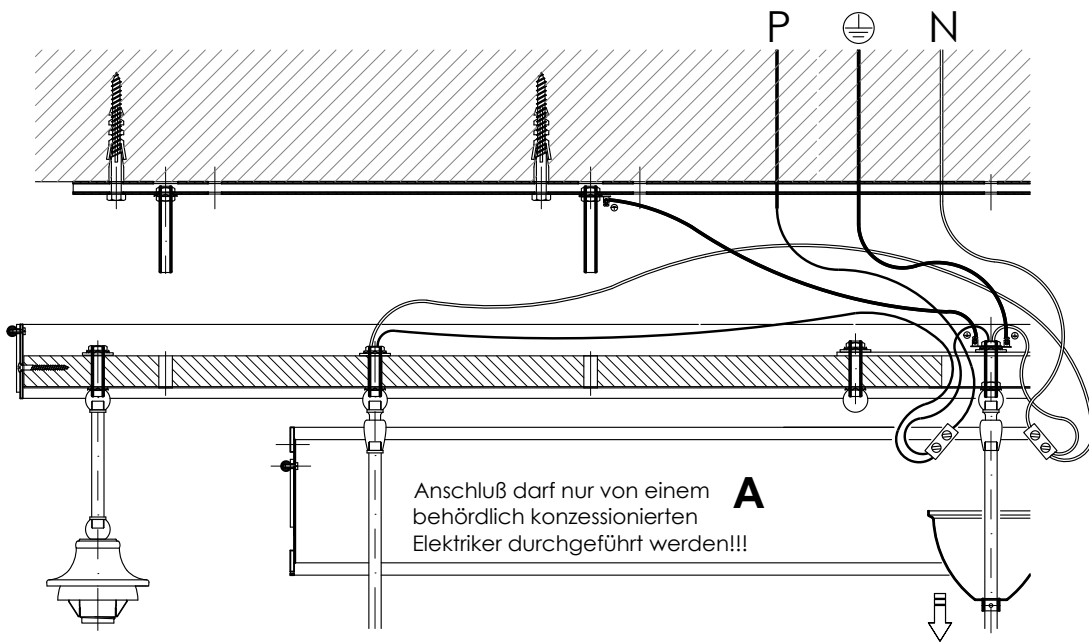 P N
Anschluß darf nur von einem A
behördlich konzessionierten
Elektriker durchgeführt werden!!!